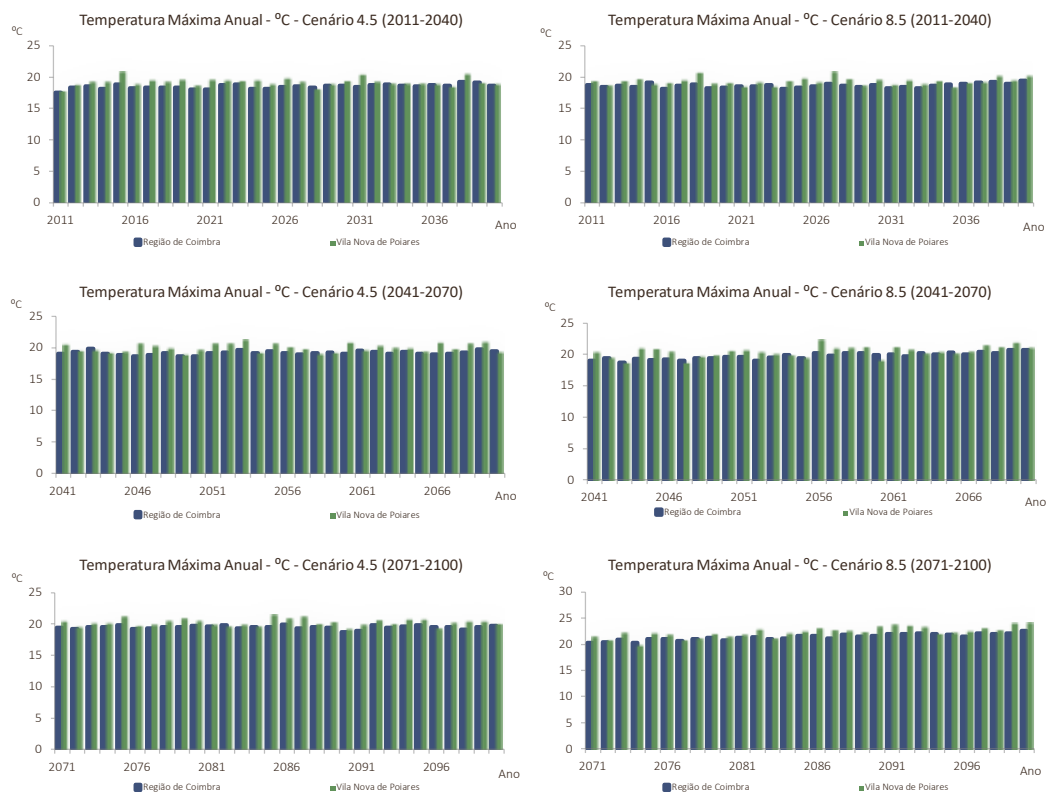 Temperatura Máxima Anual - ºC - Cenário 4.5 (2011-2040)
ºC
25
20
15
10
5
0
2011 2016 2021 2026 2031 2036
Ano
Região de Coimbra Vila Nova de Poiares
Temperatura Máxima Anual - ºC - Cenário 8.5 (2011-2040)
ºC
25
20
15
10
5
0
2011 2016 2021 2026 2031 2036
Ano
Região de Coimbra Vila Nova de Poiares
Temperatura Máxima Anual - ºC - Cenário 4.5 (2041-2070)
ºC
25
20
15
10
5
0
2041 2046 2051 2056 2061 2066
Ano
Região de Coimbra Vila Nova de Poiares
Temperatura Máxima Anual - ºC - Cenário 8.5 (2041-2070)
ºC
25
20
15
10
5
0
2041 2046 2051 2056 2061 2066
Ano
Região de Coimbra Vila Nova de Poiares
Temperatura Máxima Anual - ºC - Cenário 4.5 (2071-2100)
ºC
25
20
15
10
5
0
2071 2076 2081 2086 2091 2096
Ano
Região de Coimbra Vila Nova de Poiares
Temperatura Máxima Anual - ºC - Cenário 8.5 (2071-2100)
ºC
30
25
20
15
10
5
0
2071 2076 2081 2086 2091 2096
Ano
Região de Coimbra Vila Nova de Poiares